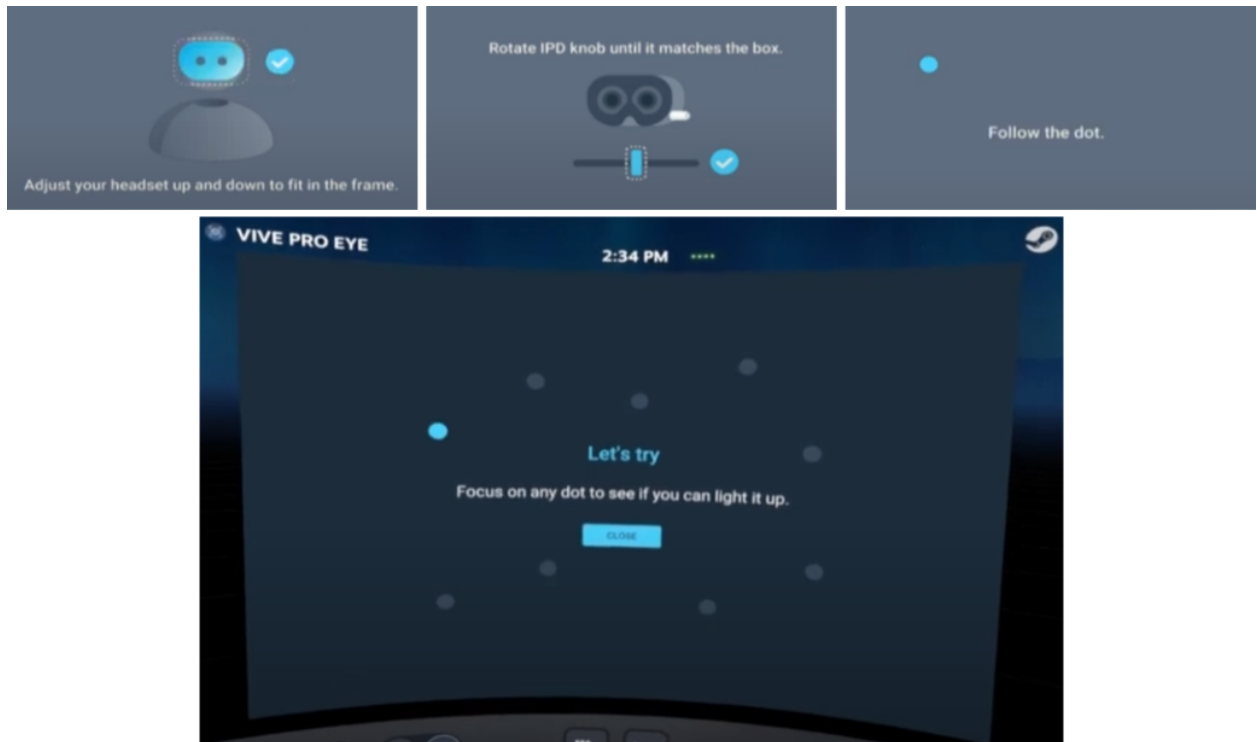 Adjust your headset up and down to fit in the frame.
Rotate IPD knob until it matches the box.
Follow the dot.
VIVE PRO EYE
2:34 PM
Let's try
Focus on any dot to see if you can light it up.
CLOSE